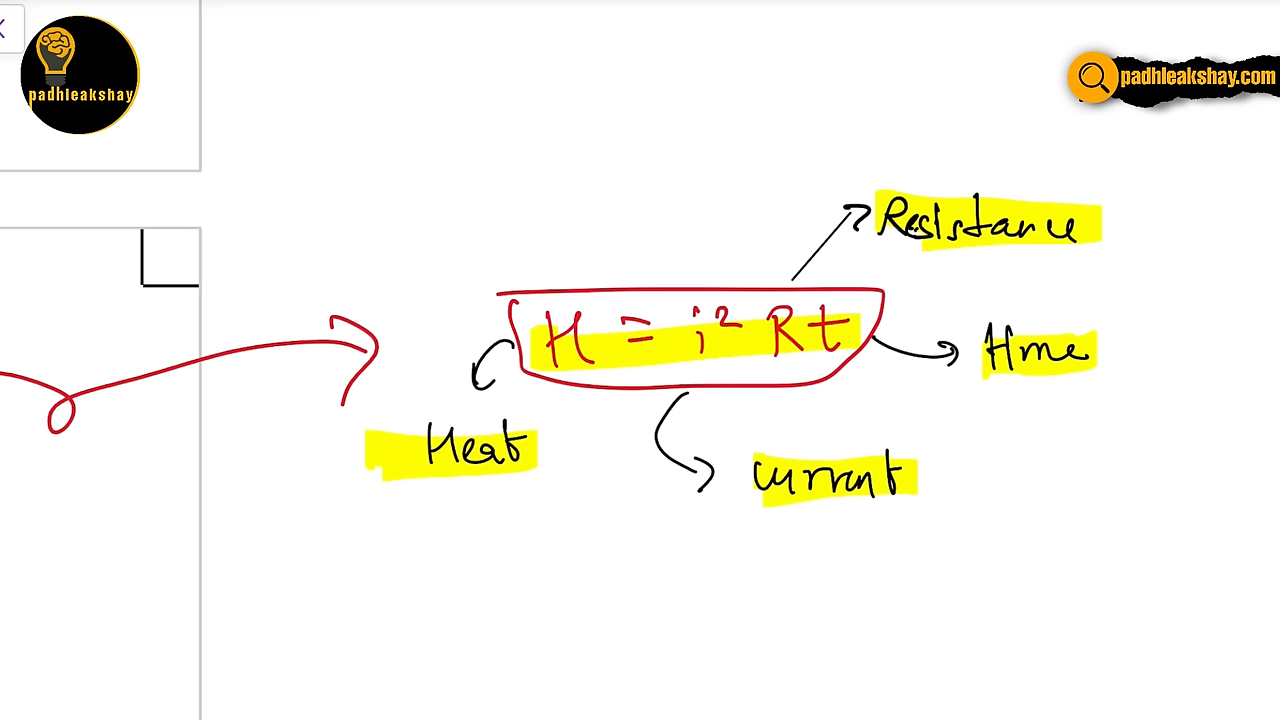 padhleakshay
padhleakshay.com
Resistance
H = i² Rt
time
Heat
current